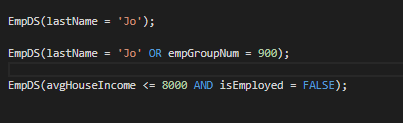 EmpDS(lastName = 'Jo');
EmpDS(lastName = 'Jo' OR empGroupNum = 900);
EmpDS(avgHouseIncome <= 8000 AND isEmployed = FALSE);